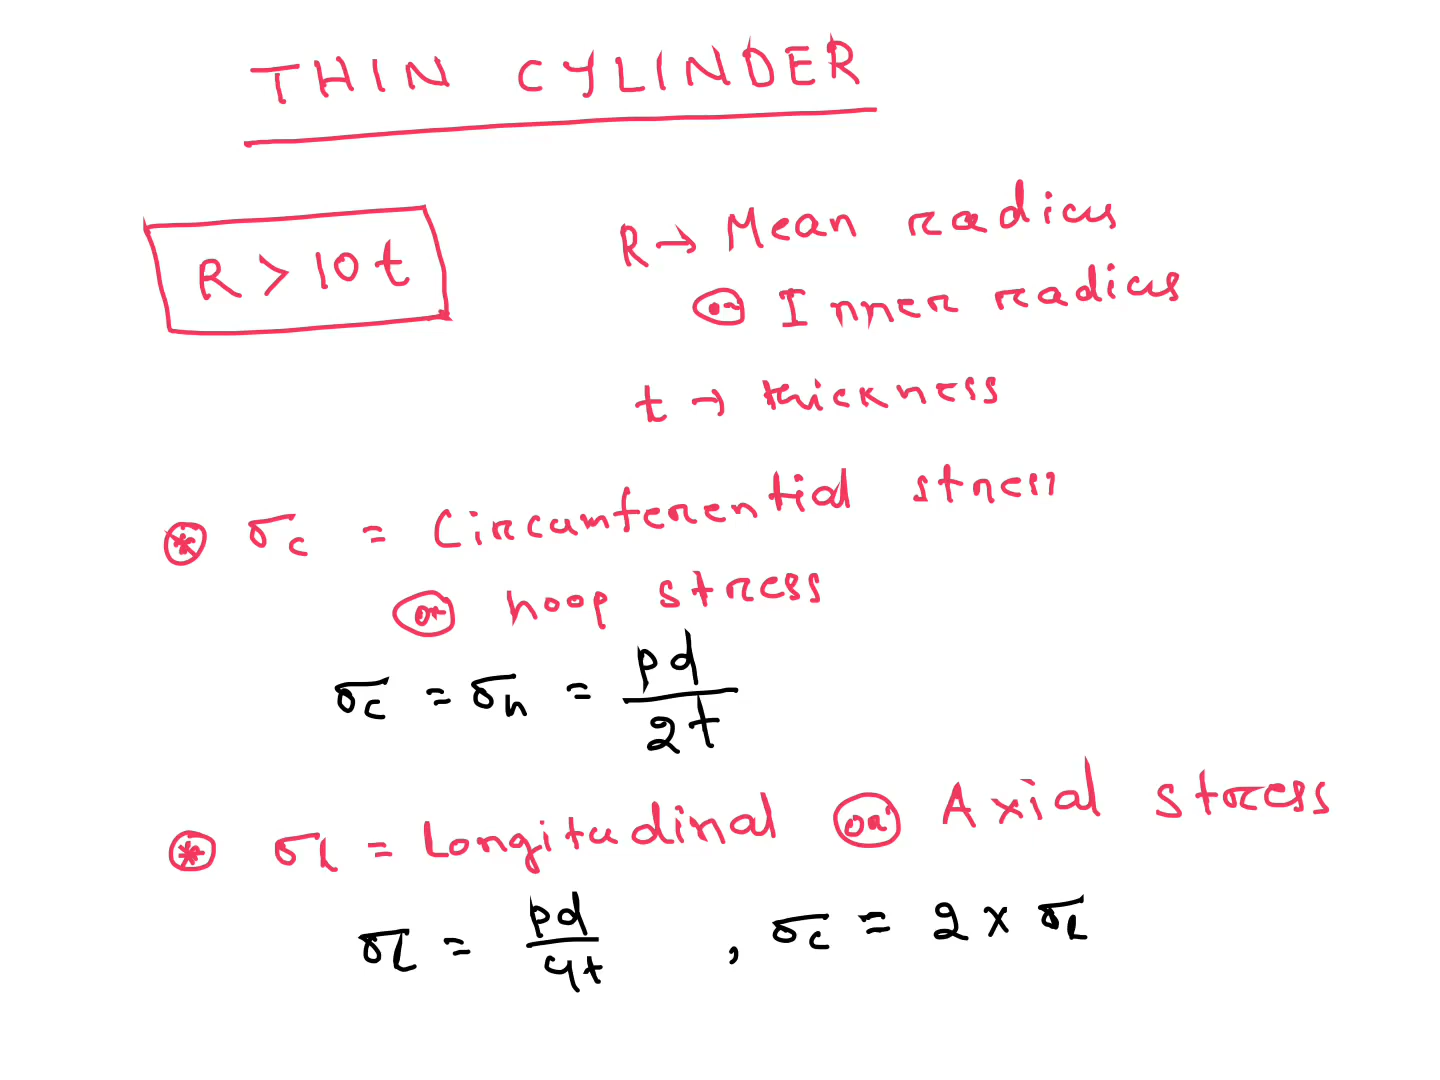 THIN CYLINDER
R > 10t
R → Mean radius
or Inner radius
t → thickness
* σc = Circumferential stress
or hoop stress
σc = σh = pd/2t
* σL = Longitudinal or Axial stress
σL = pd/4t , σc = 2 × σL